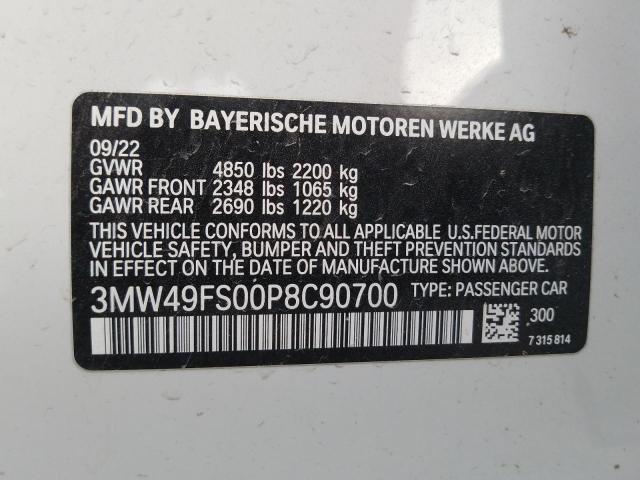 MFD BY BAYERISCHE MOTOREN WERKE AG
09/22
GVWR 4850 lbs 2200 kg
GAWR FRONT 2348 lbs 1065 kg
GAWR REAR 2690 lbs 1220 kg
THIS VEHICLE CONFORMS TO ALL APPLICABLE U.S.FEDERAL MOTOR
VEHICLE SAFETY, BUMPER AND THEFT PREVENTION STANDARDS
IN EFFECT ON THE DATE OF MANUFACTURE SHOWN ABOVE.
3MW49FS00P8C90700 TYPE: PASSENGER CAR
300
7 315 814